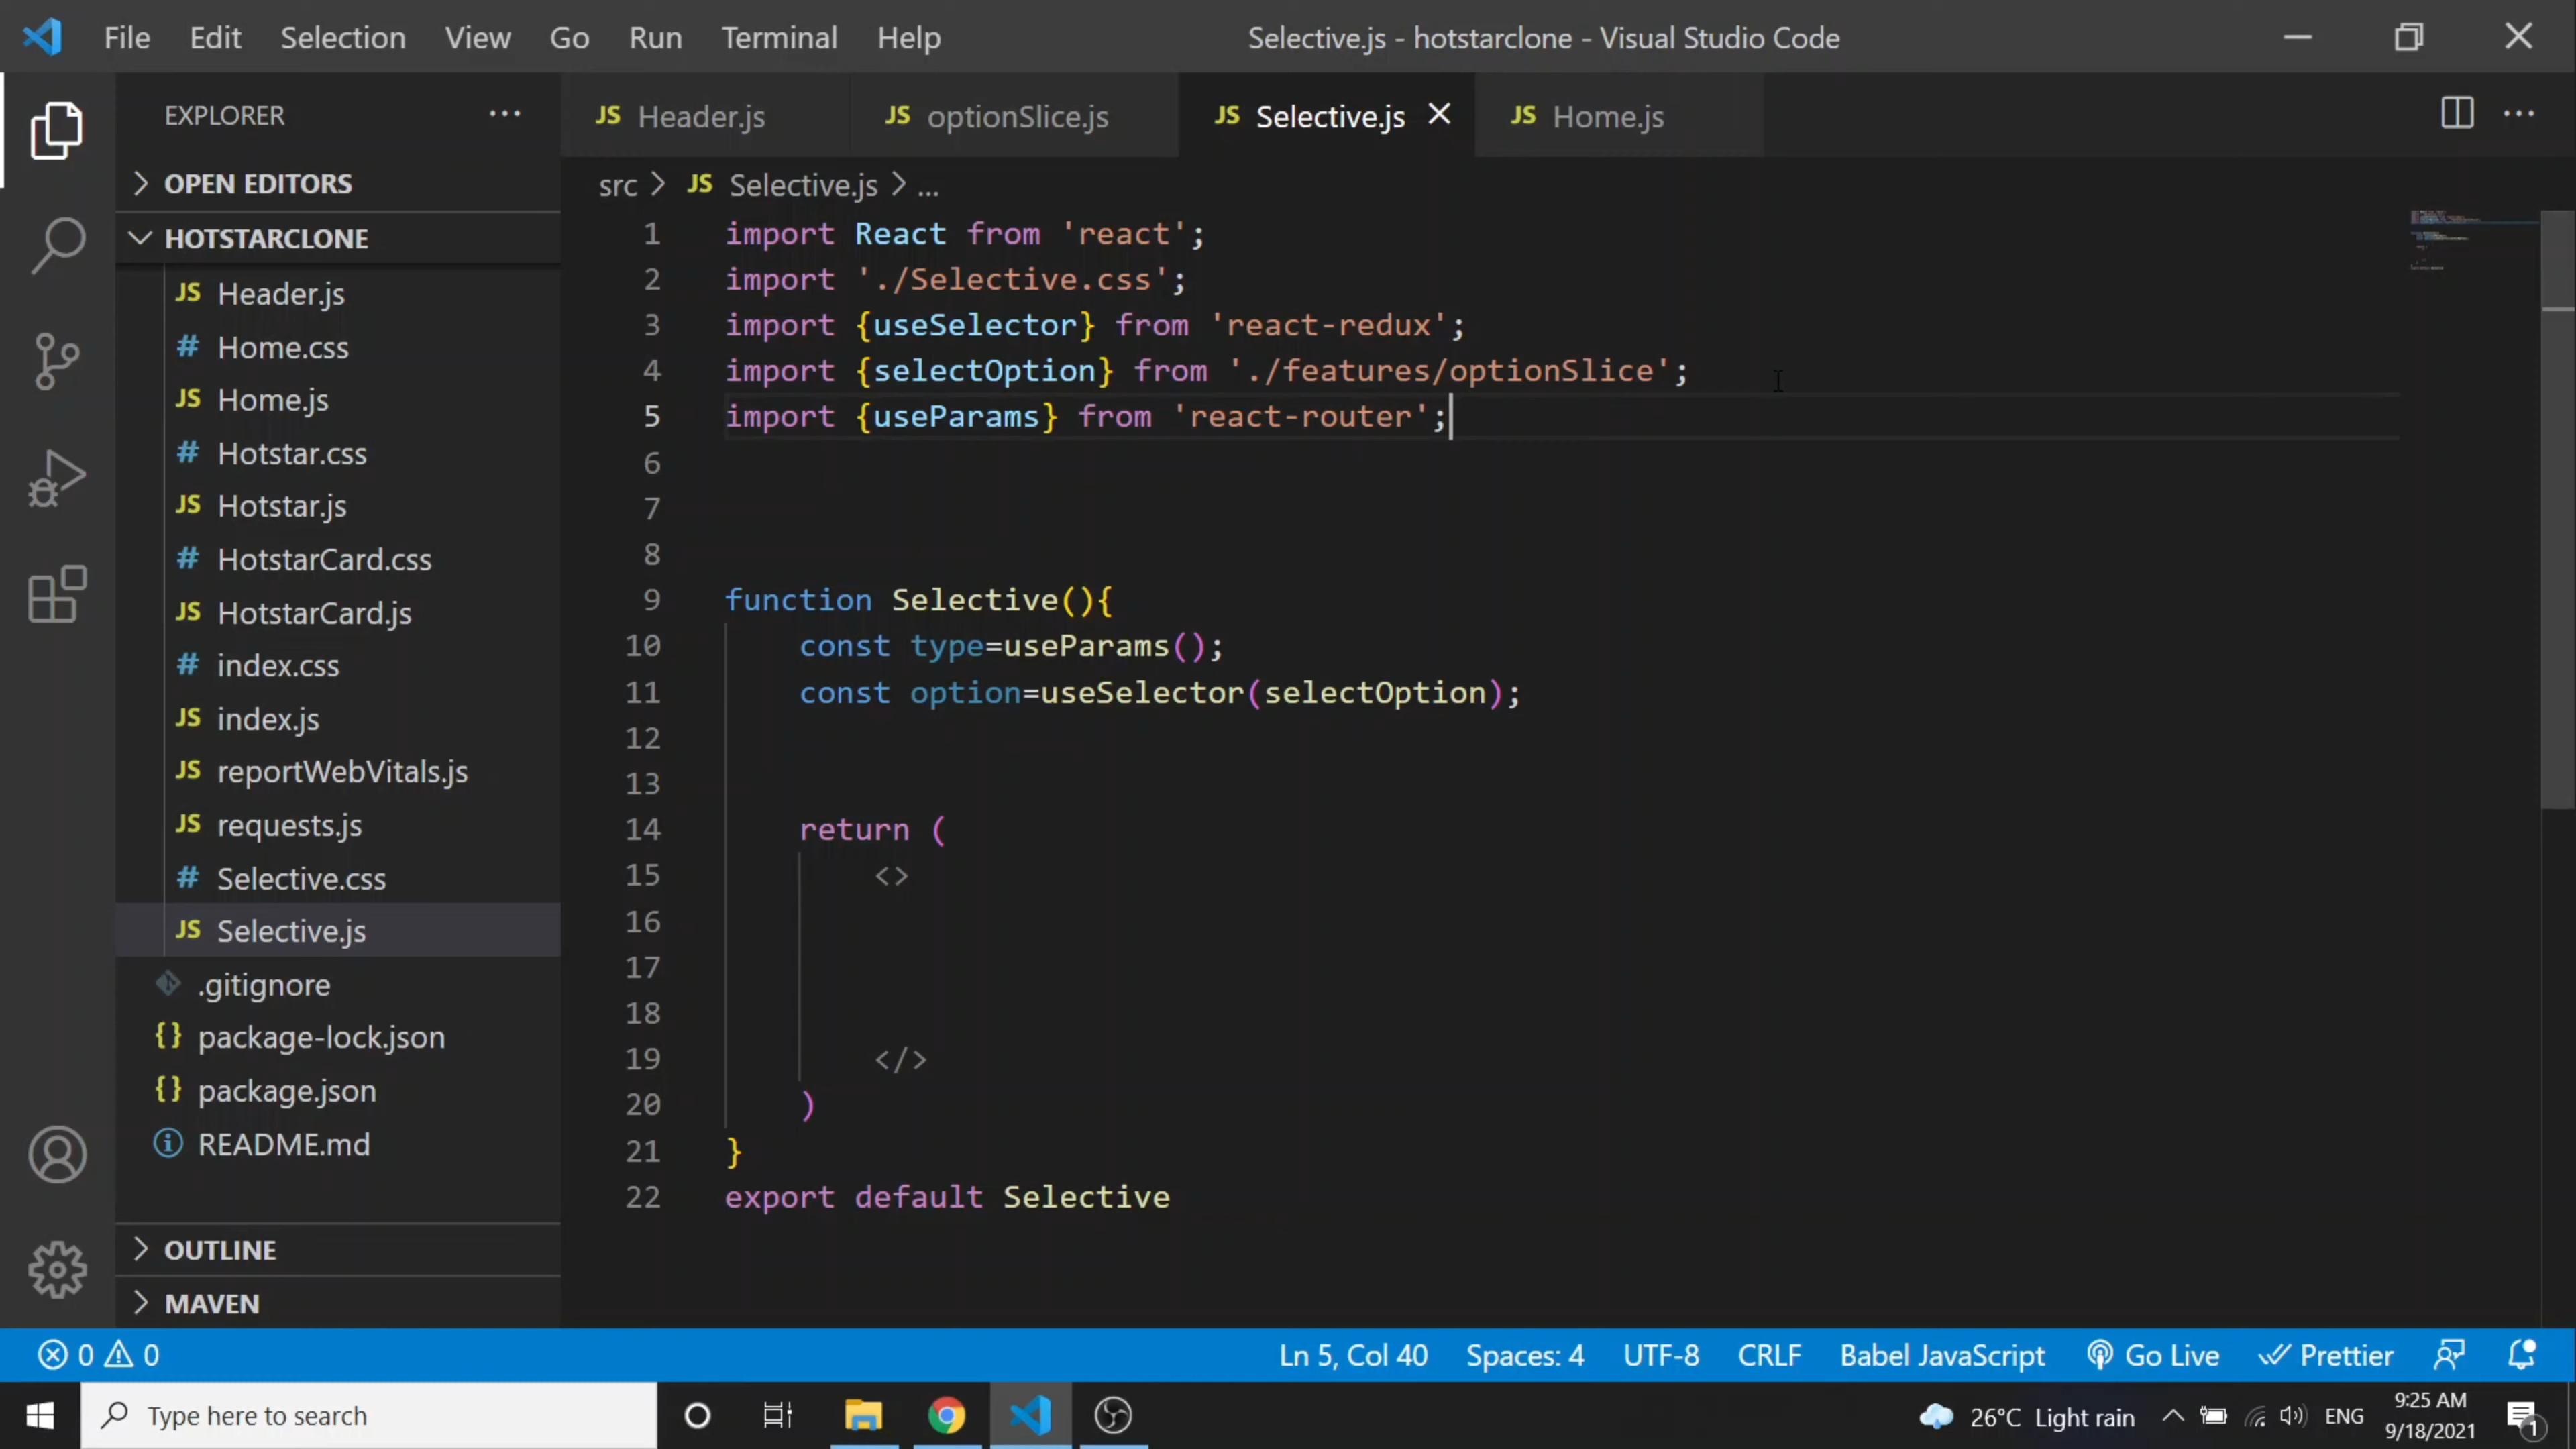 File Edit Selection View Go Run Terminal Help
Selective.js - hotstarclone - Visual Studio Code
EXPLORER
JS Header.js
JS optionSlice.js
JS Selective.js
JS Home.js
src > JS Selective.js > ...
OPEN EDITORS
HOTSTARCLONE
JS Header.js
# Home.css
JS Home.js
# Hotstar.css
JS Hotstar.js
# HotstarCard.css
JS HotstarCard.js
# index.css
JS index.js
JS reportWebVitals.js
JS requests.js
# Selective.css
JS Selective.js
.gitignore
{} package-lock.json
{} package.json
README.md
OUTLINE
MAVEN
1 import React from 'react';
2 import './Selective.css';
3 import {useSelector} from 'react-redux';
4 import {selectOption} from './features/optionSlice';
5 import {useParams} from 'react-router';
6
7
8
9 function Selective(){
10 const type=useParams();
11 const option=useSelector(selectOption);
12
13
14 return (
15 <>
16
17
18
19 </>
20 )
21 }
22 export default Selective
0 0
Ln 5, Col 40 Spaces: 4 UTF-8 CRLF Babel JavaScript Go Live Prettier
Type here to search
26°C Light rain
ENG
9:25 AM
9/18/2021
1